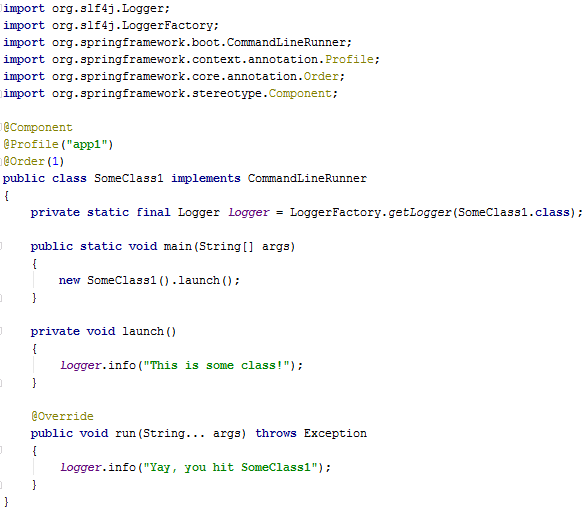 import org.slf4j.Logger;
import org.slf4j.LoggerFactory;
import org.springframework.boot.CommandLineRunner;
import org.springframework.context.annotation.Profile;
import org.springframework.core.annotation.Order;
import org.springframework.stereotype.Component;

@Component
@Profile("app1")
@Order(1)
public class SomeClass1 implements CommandLineRunner
{
    private static final Logger logger = LoggerFactory.getLogger(SomeClass1.class);

    public static void main(String[] args)
    {
        new SomeClass1().launch();
    }

    private void launch()
    {
        logger.info("This is some class!");
    }

    @Override
    public void run(String... args) throws Exception
    {
        logger.info("Yay, you hit SomeClass1");
    }
}